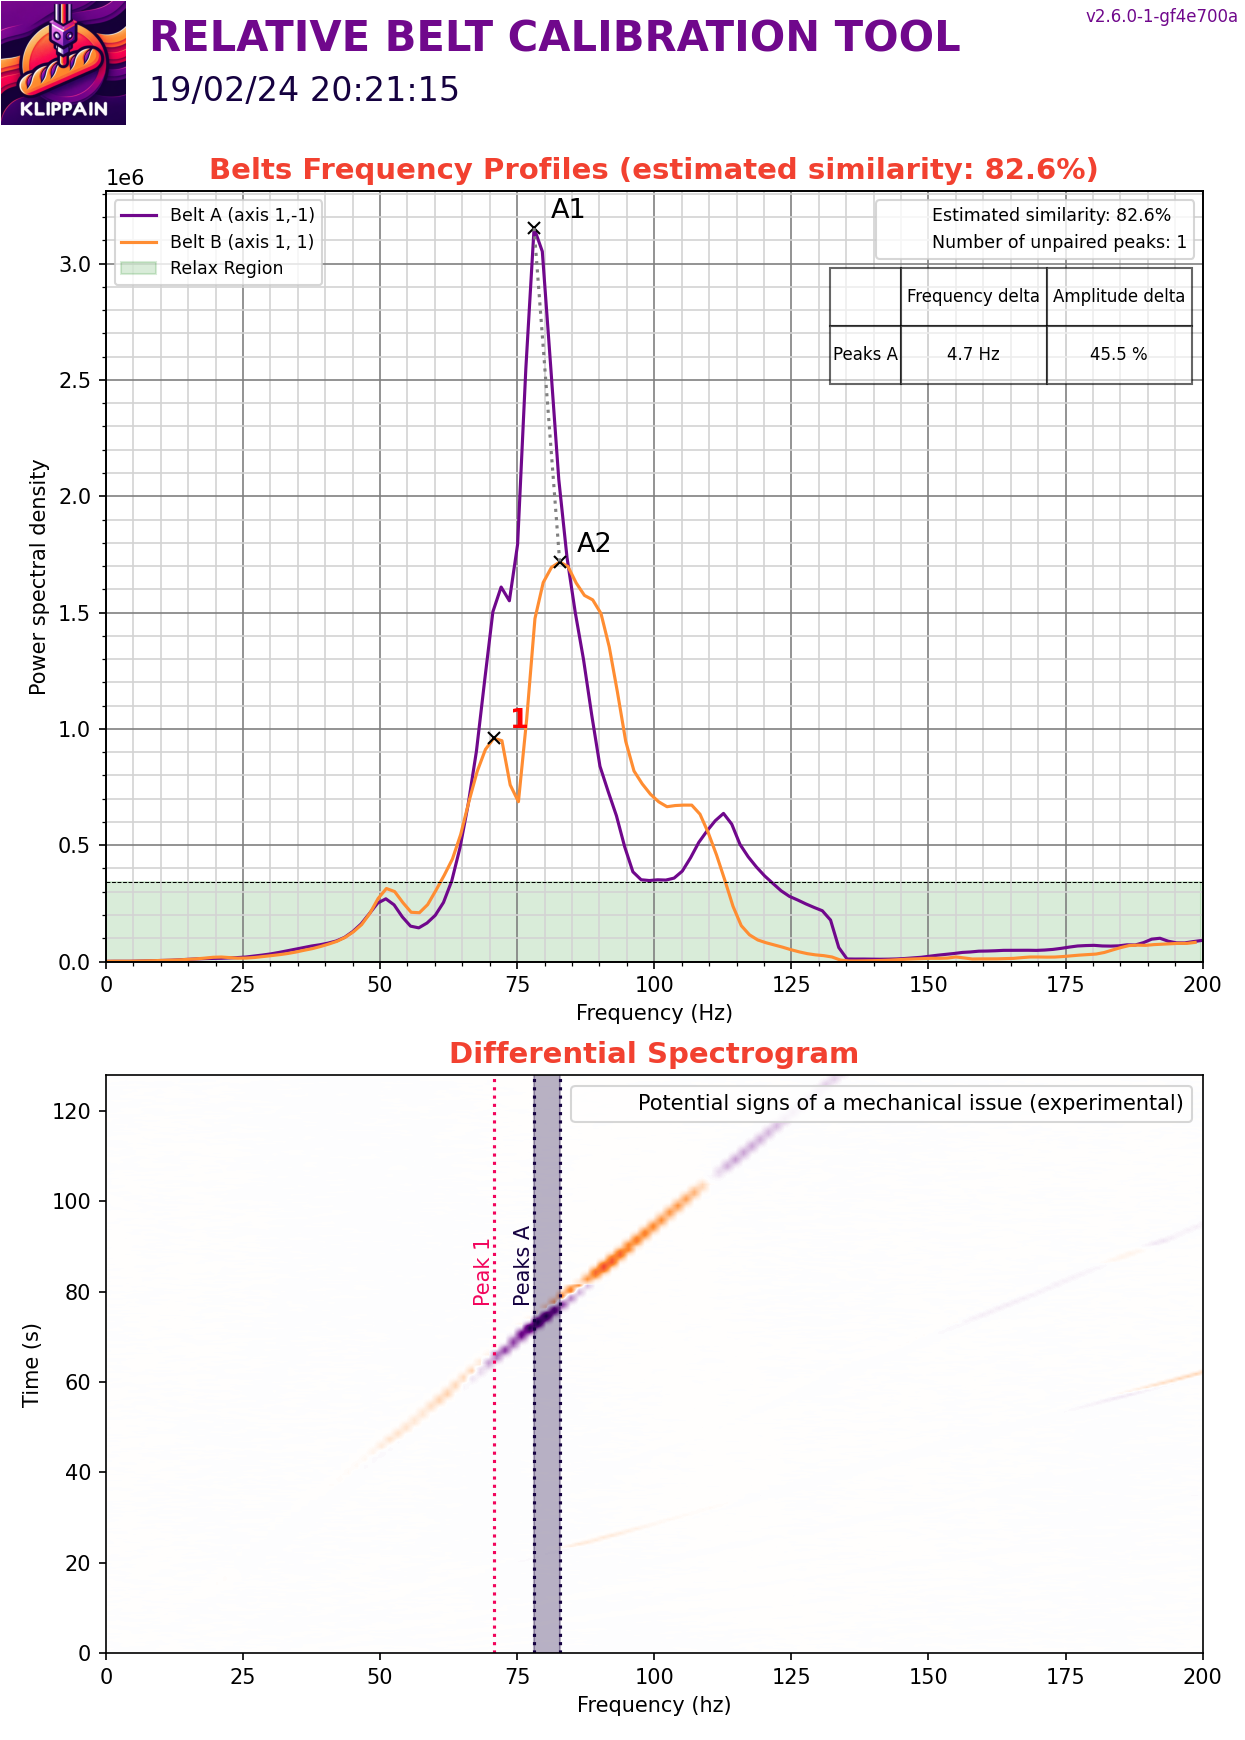 KLIPPAIN
RELATIVE BELT CALIBRATION TOOL
19/02/24 20:21:15
v2.6.0-1-gf4e700a
Belts Frequency Profiles (estimated similarity: 82.6%)
1e6
Belt A (axis 1,-1)
Belt B (axis 1, 1)
Relax Region
Estimated similarity: 82.6%
Number of unpaired peaks: 1
Frequency delta Amplitude delta
Peaks A 4.7 Hz 45.5 %
A1
A2
1
Power spectral density
3.0
2.5
2.0
1.5
1.0
0.5
0.0
0 25 50 75 100 125 150 175 200
Frequency (Hz)
Differential Spectrogram
Potential signs of a mechanical issue (experimental)
Peak 1
Peaks A
Time (s)
120
100
80
60
40
20
0
0 25 50 75 100 125 150 175 200
Frequency (hz)